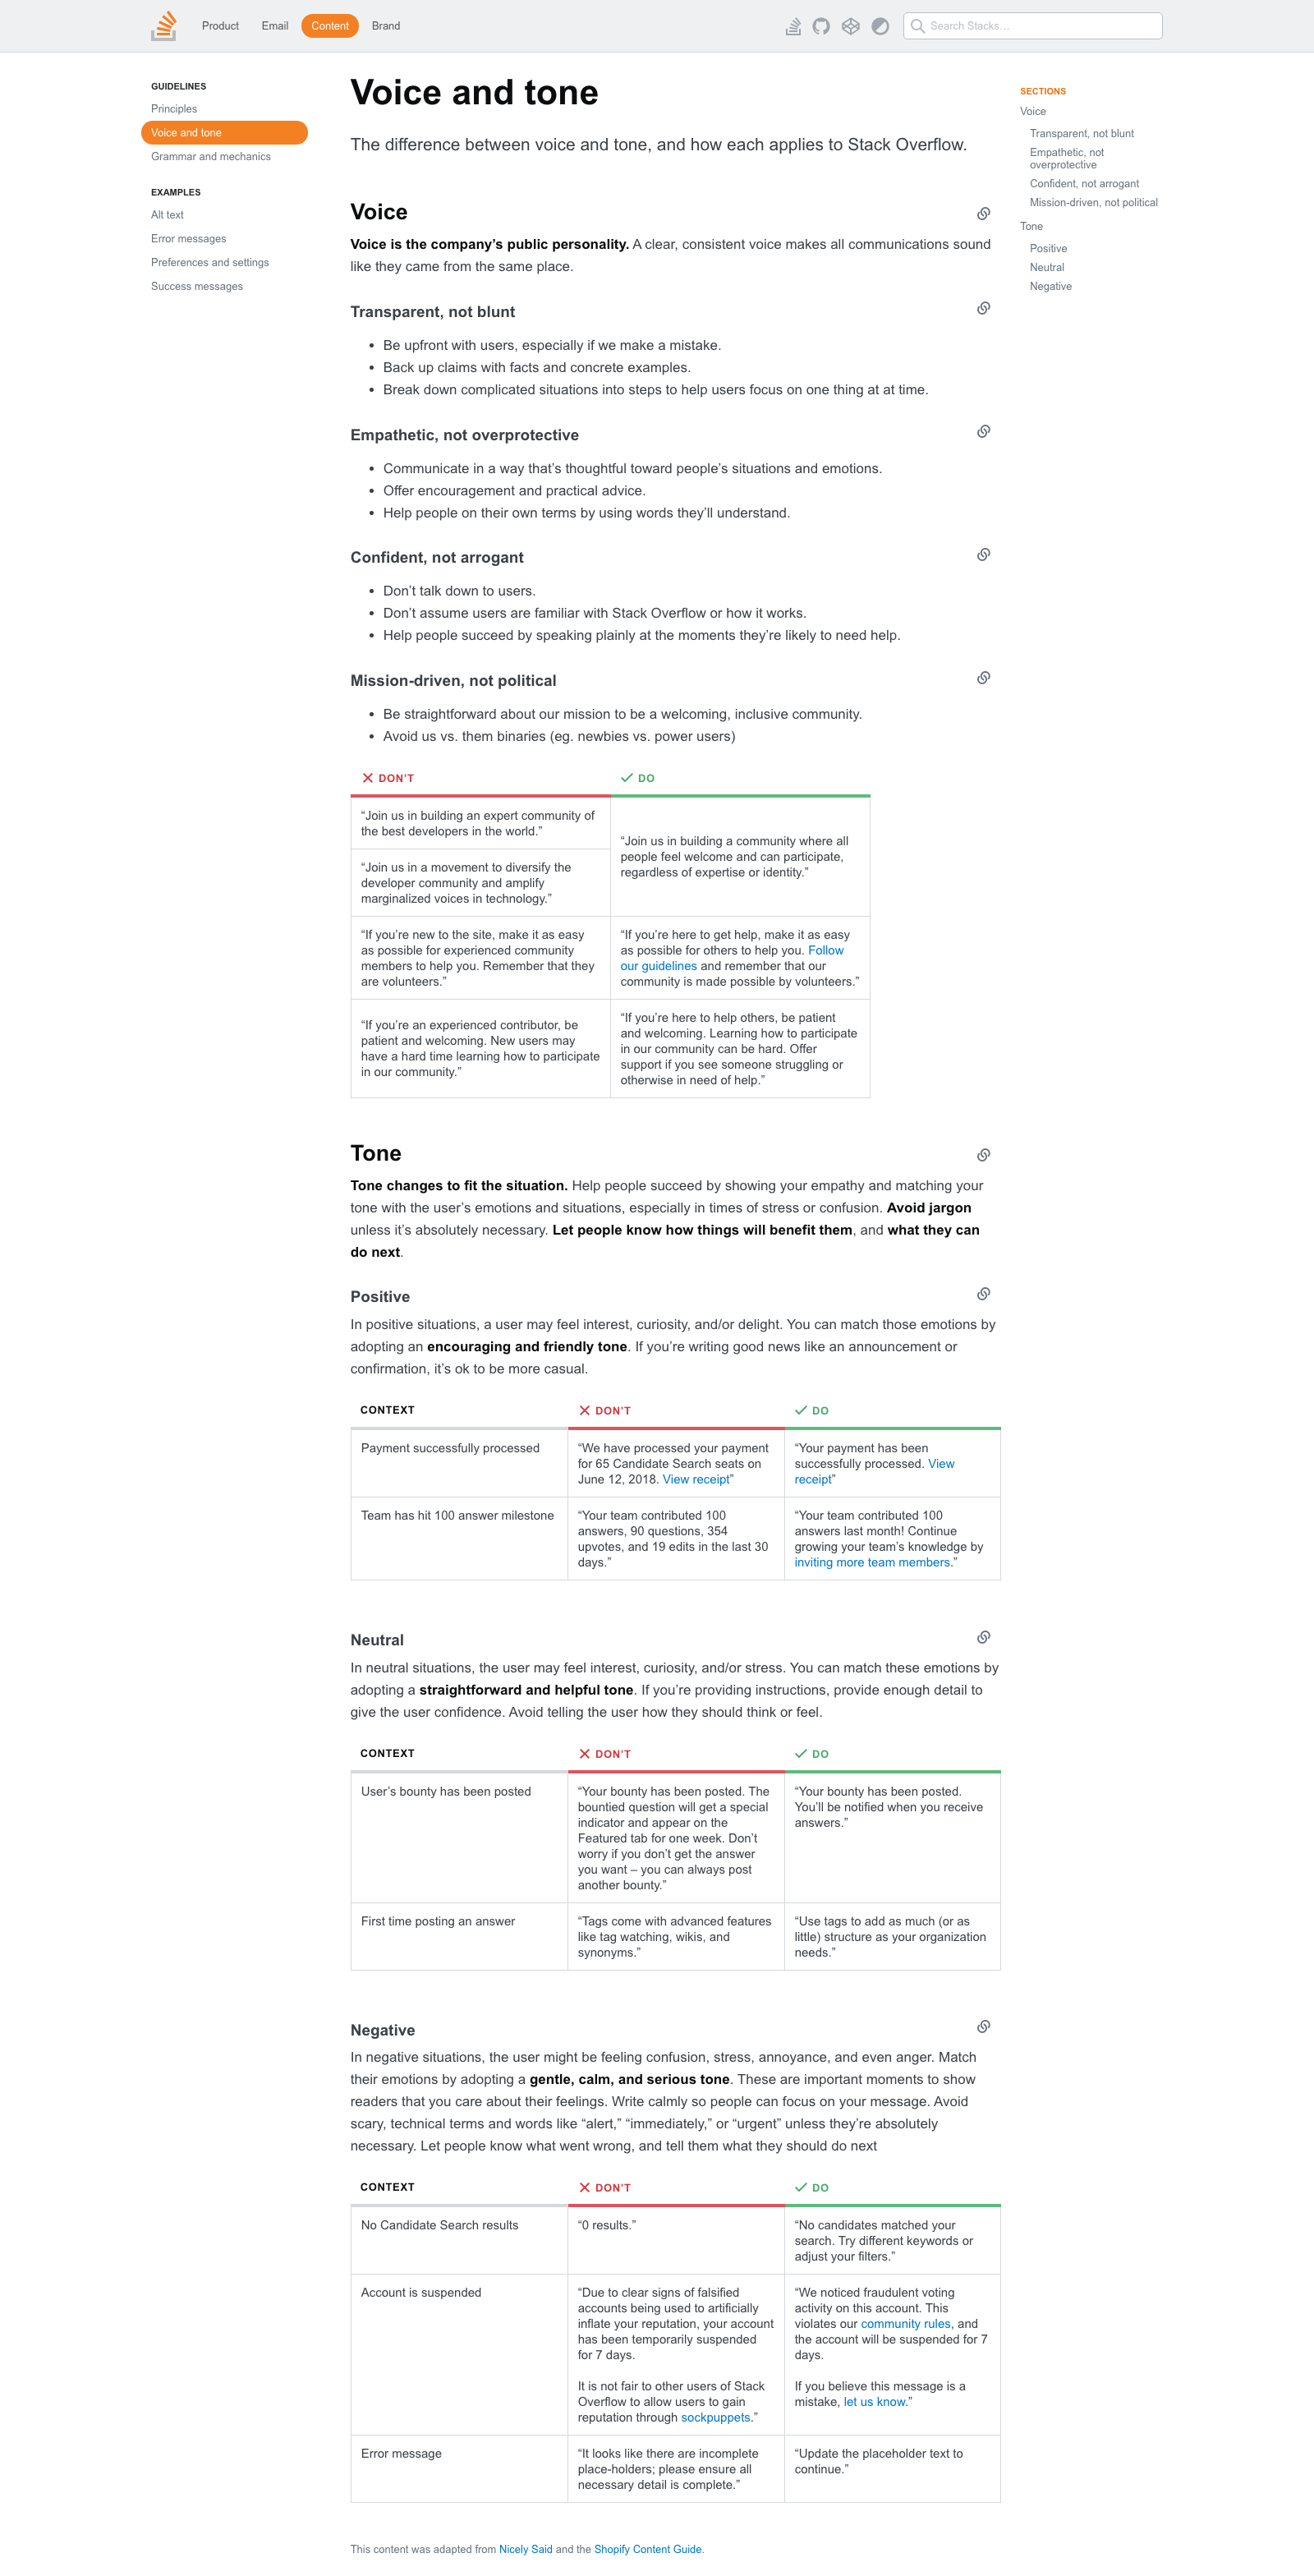 Product Email Content Brand
Search Stacks…
GUIDELINES
Principles
Voice and tone
Grammar and mechanics
EXAMPLES
Alt text
Error messages
Preferences and settings
Success messages
Voice and tone
The difference between voice and tone, and how each applies to Stack Overflow.
SECTIONS
Voice
Transparent, not blunt
Empathetic, not
overprotective
Confident, not arrogant
Mission-driven, not political
Tone
Positive
Neutral
Negative
Voice
Voice is the company’s public personality. A clear, consistent voice makes all communications sound
like they came from the same place.
Transparent, not blunt
• Be upfront with users, especially if we make a mistake.
• Back up claims with facts and concrete examples.
• Break down complicated situations into steps to help users focus on one thing at at time.
Empathetic, not overprotective
• Communicate in a way that’s thoughtful toward people’s situations and emotions.
• Offer encouragement and practical advice.
• Help people on their own terms by using words they’ll understand.
Confident, not arrogant
• Don’t talk down to users.
• Don’t assume users are familiar with Stack Overflow or how it works.
• Help people succeed by speaking plainly at the moments they’re likely to need help.
Mission-driven, not political
• Be straightforward about our mission to be a welcoming, inclusive community.
• Avoid us vs. them binaries (eg. newbies vs. power users)
DON’T
DO
“Join us in building an expert community of
the best developers in the world.”
“Join us in a movement to diversify the
developer community and amplify
marginalized voices in technology.”
“Join us in building a community where all
people feel welcome and can participate,
regardless of expertise or identity.”
“If you’re new to the site, make it as easy
as possible for experienced community
members to help you. Remember that they
are volunteers.”
“If you’re here to get help, make it as easy
as possible for others to help you. Follow
our guidelines and remember that our
community is made possible by volunteers.”
“If you’re an experienced contributor, be
patient and welcoming. New users may
have a hard time learning how to participate
in our community.”
“If you’re here to help others, be patient
and welcoming. Learning how to participate
in our community can be hard. Offer
support if you see someone struggling or
otherwise in need of help.”
Tone
Tone changes to fit the situation. Help people succeed by showing your empathy and matching your
tone with the user’s emotions and situations, especially in times of stress or confusion. Avoid jargon
unless it’s absolutely necessary. Let people know how things will benefit them, and what they can
do next.
Positive
In positive situations, a user may feel interest, curiosity, and/or delight. You can match those emotions by
adopting an encouraging and friendly tone. If you’re writing good news like an announcement or
confirmation, it’s ok to be more casual.
CONTEXT
DON’T
DO
Payment successfully processed
“We have processed your payment
for 65 Candidate Search seats on
June 12, 2018. View receipt”
“Your payment has been
successfully processed. View
receipt”
Team has hit 100 answer milestone
“Your team contributed 100
answers, 90 questions, 354
upvotes, and 19 edits in the last 30
days.”
“Your team contributed 100
answers last month! Continue
growing your team’s knowledge by
inviting more team members.”
Neutral
In neutral situations, the user may feel interest, curiosity, and/or stress. You can match these emotions by
adopting a straightforward and helpful tone. If you’re providing instructions, provide enough detail to
give the user confidence. Avoid telling the user how they should think or feel.
CONTEXT
DON’T
DO
User’s bounty has been posted
“Your bounty has been posted. The
bountied question will get a special
indicator and appear on the
Featured tab for one week. Don’t
worry if you don’t get the answer
you want – you can always post
another bounty.”
“Your bounty has been posted.
You’ll be notified when you receive
answers.”
First time posting an answer
“Tags come with advanced features
like tag watching, wikis, and
synonyms.”
“Use tags to add as much (or as
little) structure as your organization
needs.”
Negative
In negative situations, the user might be feeling confusion, stress, annoyance, and even anger. Match
their emotions by adopting a gentle, calm, and serious tone. These are important moments to show
readers that you care about their feelings. Write calmly so people can focus on your message. Avoid
scary, technical terms and words like “alert,” “immediately,” or “urgent” unless they’re absolutely
necessary. Let people know what went wrong, and tell them what they should do next
CONTEXT
DON’T
DO
No Candidate Search results
“0 results.”
“No candidates matched your
search. Try different keywords or
adjust your filters.”
Account is suspended
“Due to clear signs of falsified
accounts being used to artificially
inflate your reputation, your account
has been temporarily suspended
for 7 days.
It is not fair to other users of Stack
Overflow to allow users to gain
reputation through sockpuppets.”
“We noticed fraudulent voting
activity on this account. This
violates our community rules, and
the account will be suspended for 7
days.
If you believe this message is a
mistake, let us know.”
Error message
“It looks like there are incomplete
place-holders; please ensure all
necessary detail is complete.”
“Update the placeholder text to
continue.”
This content was adapted from Nicely Said and the Shopify Content Guide.